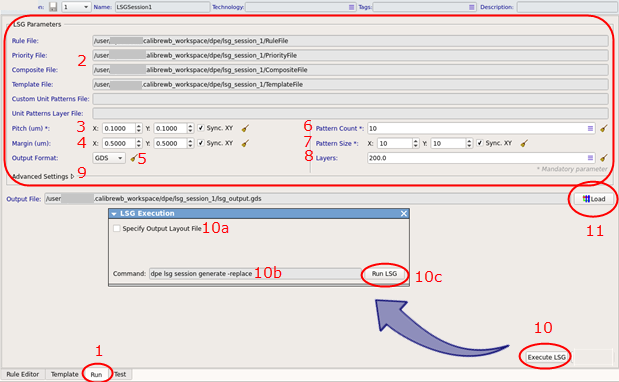 n: 1 Name: LSGSession1 Technology: Tags: Description:
LSG Parameters
Rule File: /user, calibrewb_workspace/dpe/lsg_session_1/RuleFile
Priority File: /user/ .calibrewb_workspace/dpe/lsg_session_1/PriorityFile
2
Composite File: /user/ .alibrewb_workspace/dpe/lsg_session_1/CompositeFile
Template File: /user, .calibrewb_workspace/dpe/lsg_session_1/TemplateFile
Custom Unit Patterns File:
Unit Patterns Layer File:
Pitch (um) *: 3 X: 0.1000 Y: 0.1000 Sync. XY 6 Pattern Count *: 10
Margin (um): 4 X: 0.5000 Y: 0.5000 Sync. XY 7 Pattern Size *: X: 10 Y: 10 Sync. XY
Output Format: GDS 5 8 Layers: 200.0
* Mandatory parameter
Advanced Settings 9
Output File: /user .calibrewb_workspace/dpe/lsg_session_1/lsg_output.gds Load
11
LSG Execution
Specify Output Layout File 10a
Command: dpe lsg session generate -replace 10b Run LSG 10c
10
Execute LSG
1
Rule Editor Template Run Test